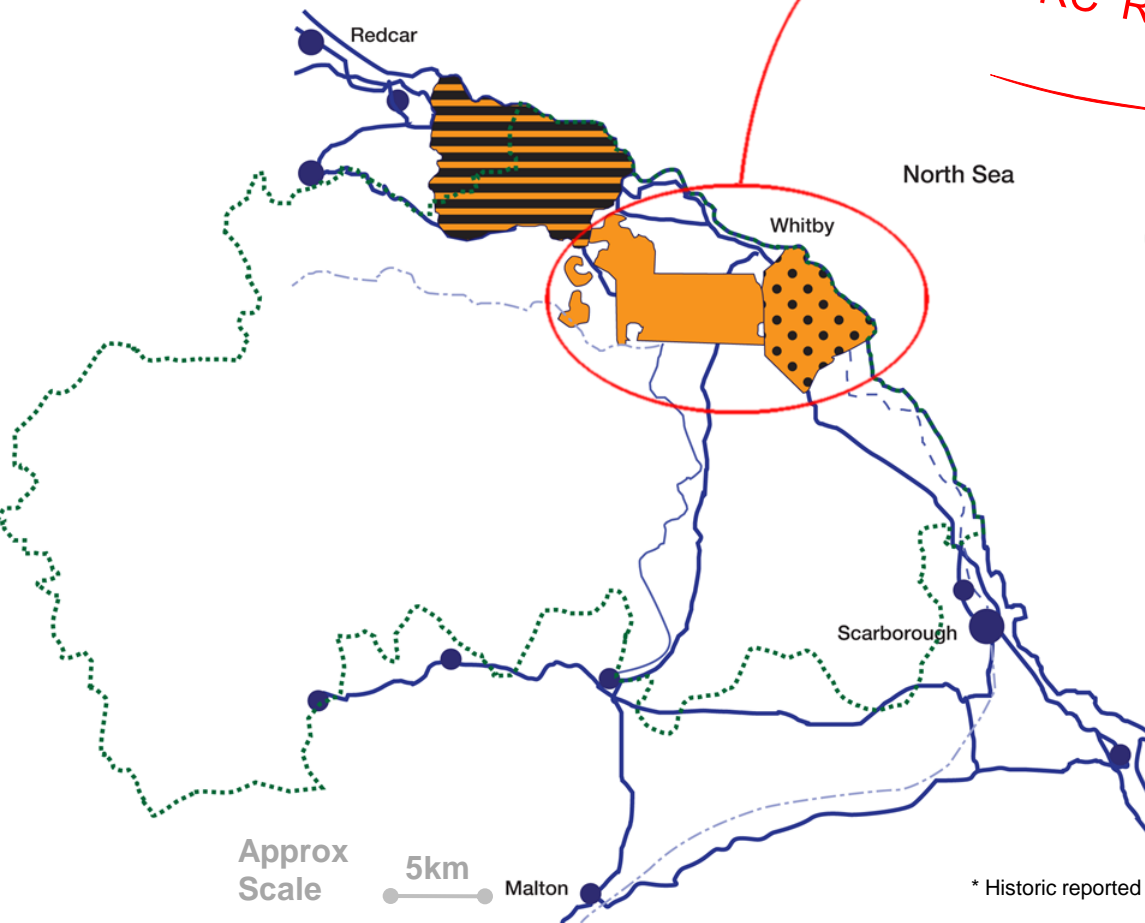 Redcar
North Sea
Whitby
Scarborough
Approx
Scale
5km
Malton
* Historic reported